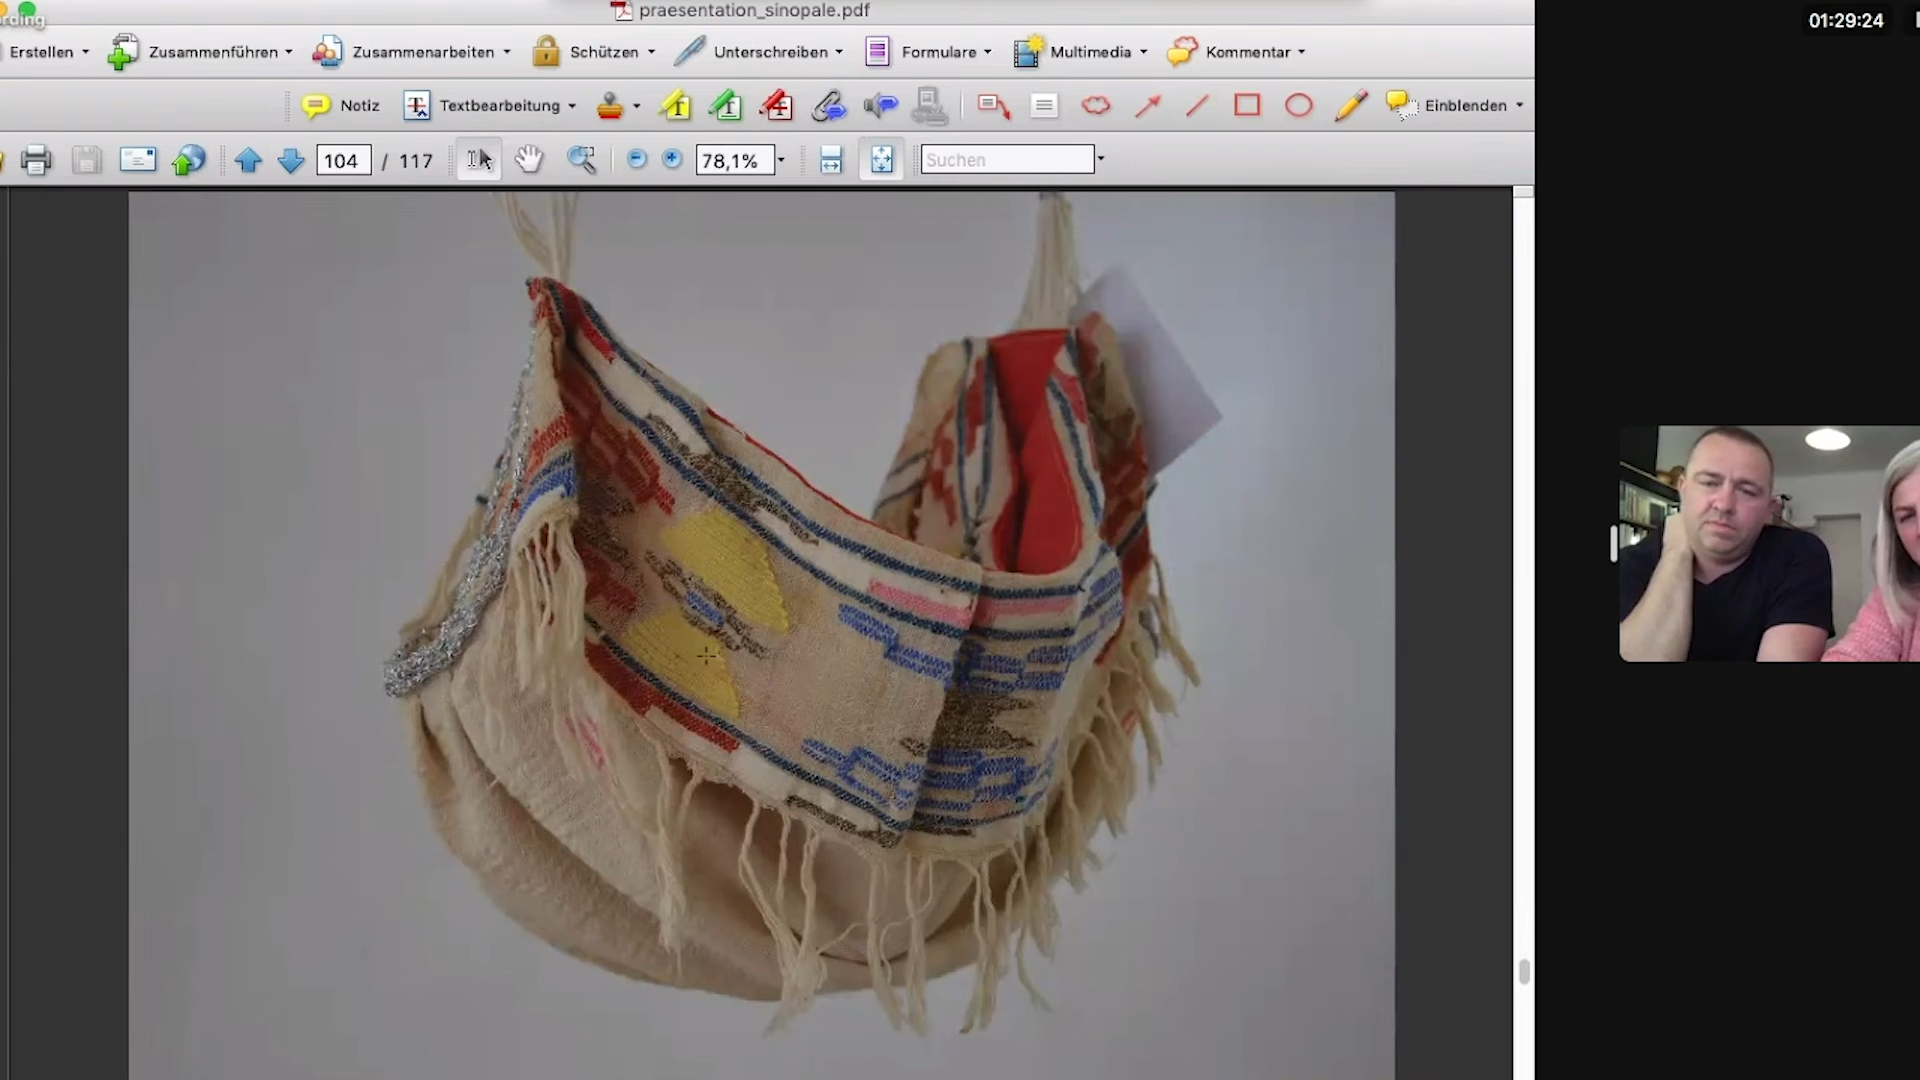 praesentation_sinopale.pdf
01:29:24
Erstellen Zusammenführen Zusammenarbeiten Schützen Unterschreiben Formulare Multimedia Kommentar
Notiz Textbearbeitung Einblenden
104 / 117 78,1% Suchen